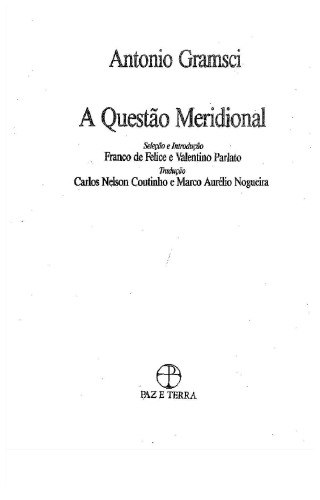 Antonio Gramsci
A Questão Meridional
Seleção e Introdução
Franco de Felice e Valentino Parlato
Tradução
Carlos Nelson Coutinho e Marco Aurélio Nogueira
PAZ E TERRA